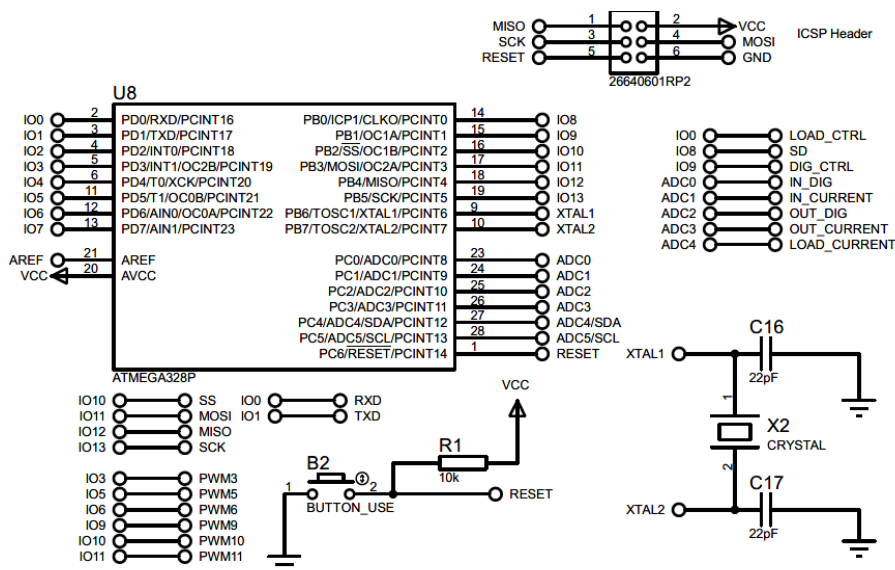 MISO 1 2 VCC
SCK 3 4 MOSI
RESET 5 6 GND
26640601RP2
ICSP Header
U8
IO0 2 PD0/RXD/PCINT16 PB0/ICP1/CLKO/PCINT0 14 IO8
IO1 3 PD1/TXD/PCINT17 PB1/OC1A/PCINT1 15 IO9
IO2 4 PD2/INT0/PCINT18 PB2/SS/OC1B/PCINT2 16 IO10
IO3 5 PD3/INT1/OC2B/PCINT19 PB3/MOSI/OC2A/PCINT3 17 IO11
IO4 6 PD4/T0/XCK/PCINT20 PB4/MISO/PCINT4 18 IO12
IO5 11 PD5/T1/OC0B/PCINT21 PB5/SCK/PCINT5 19 IO13
IO6 12 PD6/AIN0/OC0A/PCINT22 PB6/TOSC1/XTAL1/PCINT6 9 XTAL1
IO7 13 PD7/AIN1/PCINT23 PB7/TOSC2/XTAL2/PCINT7 10 XTAL2
AREF 21 AREF PC0/ADC0/PCINT8 23 ADC0
VCC 20 AVCC PC1/ADC1/PCINT9 24 ADC1
PC2/ADC2/PCINT10 25 ADC2
PC3/ADC3/PCINT11 26 ADC3
PC4/ADC4/SDA/PCINT12 27 ADC4/SDA
PC5/ADC5/SCL/PCINT13 28 ADC5/SCL
PC6/RESET/PCINT14 1 RESET
ATMEGA328P
IO0 LOAD_CTRL
IO8 SD
IO9 DIG_CTRL
ADC0 IN_DIG
ADC1 IN_CURRENT
ADC2 OUT_DIG
ADC3 OUT_CURRENT
ADC4 LOAD_CURRENT
IO10 SS
IO11 MOSI
IO12 MISO
IO13 SCK
IO0 RXD
IO1 TXD
IO3 PWM3
IO5 PWM5
IO6 PWM6
IO9 PWM9
IO10 PWM10
IO11 PWM11
VCC
R1
10k
B2
1 2
BUTTON_USE
RESET
C16
XTAL1
22pF
1
X2
CRYSTAL
2
C17
XTAL2
22pF